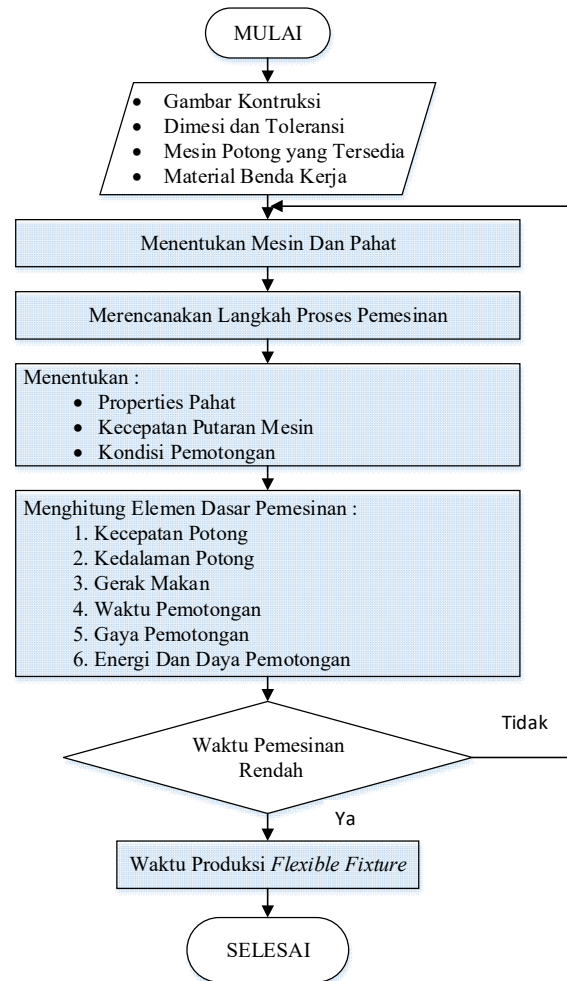 MULAI
• Gambar Kontruksi
• Dimesi dan Toleransi
• Mesin Potong yang Tersedia
• Material Benda Kerja
Menentukan Mesin Dan Pahat
Merencanakan Langkah Proses Pemesinan
Menentukan :
• Properties Pahat
• Kecepatan Putaran Mesin
• Kondisi Pemotongan
Menghitung Elemen Dasar Pemesinan :
1. Kecepatan Potong
2. Kedalaman Potong
3. Gerak Makan
4. Waktu Pemotongan
5. Gaya Pemotongan
6. Energi Dan Daya Pemotongan
Waktu Pemesinan
Rendah
Tidak
Ya
Waktu Produksi Flexible Fixture
SELESAI